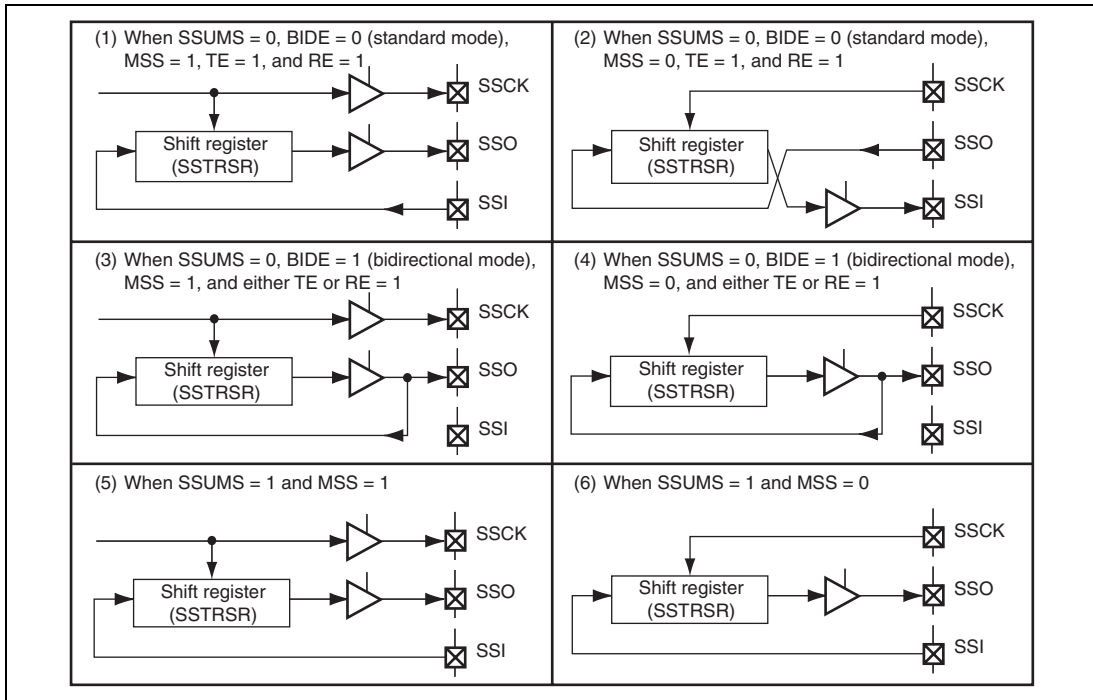 (1) When SSUMS = 0, BIDE = 0 (standard mode),
MSS = 1, TE = 1, and RE = 1
SSCK
Shift register
(SSTRSR)
SSO
SSI
(2) When SSUMS = 0, BIDE = 0 (standard mode),
MSS = 0, TE = 1, and RE = 1
SSCK
Shift register
(SSTRSR)
SSO
SSI
(3) When SSUMS = 0, BIDE = 1 (bidirectional mode),
MSS = 1, and either TE or RE = 1
SSCK
Shift register
(SSTRSR)
SSO
SSI
(4) When SSUMS = 0, BIDE = 1 (bidirectional mode),
MSS = 0, and either TE or RE = 1
SSCK
Shift register
(SSTRSR)
SSO
SSI
(5) When SSUMS = 1 and MSS = 1
SSCK
Shift register
(SSTRSR)
SSO
SSI
(6) When SSUMS = 1 and MSS = 0
SSCK
Shift register
(SSTRSR)
SSO
SSI